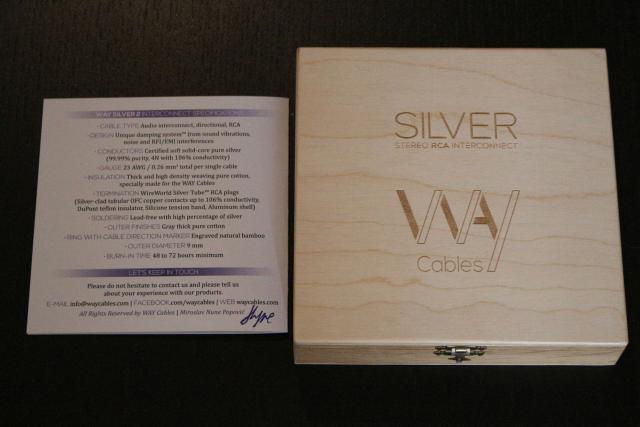 WAY SILVER 2 INTERCONNECT SPECIFICATIONS
· CABLE TYPE Audio interconnect, directional, RCA
· DESIGN Unique damping system™ from sound vibrations,
noise and RFI/EMI interferences
· CONDUCTORS Certified soft solid-core pure silver
(99.99% purity, 4N with 106% conductivity)
· GAUGE 23 AWG / 0.26 mm² total per single cable
· INSULATION Thick and high density weaving pure cotton,
specially made for the WAY Cables
· TERMINATION WireWorld Silver Tube™ RCA plugs
(Silver-clad tubular OFC copper contacts up to 106% conductivity,
DuPont teflon insulator, Silicone tension band, Aluminum shell)
· SOLDERING Lead-free with high percentage of silver
· OUTER FINISHES Gray thick pure cotton
· RING WITH CABLE DIRECTION MARKER Engraved natural bamboo
· OUTER DIAMETER 9 mm
· BURN-IN TIME 48 to 72 hours minimum
LET'S KEEP IN TOUCH
Please do not hesitate to contact us and please tell us
about your experience with our products.
E-MAIL info@waycables.com | FACEBOOK.com/waycables | WEB waycables.com
All Rights Reserved by WAY Cables | Miroslav Nune Popović
SILVER
STEREO RCA INTERCONNECT
WAY
Cables